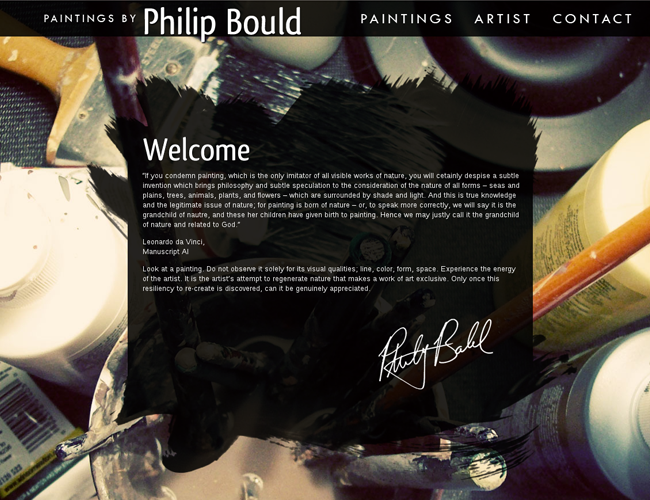 PAINTINGS BY Philip Bould PAINTINGS ARTIST CONTACT
Welcome
"If you condemn painting, which is the only imitator of all visible works of nature, you will cetainly despise a subtle
invention which brings philosophy and subtle speculation to the consideration of the nature of all forms – seas and
plains, trees, animals, plants, and flowers – which are surrounded by shade and light. And this is true knowledge
and the legitimate issue of nature; for painting is born of nature – or, to speak more correctly, we will say it is the
grandchild of nautre, and these her children have given birth to painting. Hence we may justly call it the grandchild
of nature and related to God."
Leonardo da Vinci,
Manuscript AI
Look at a painting. Do not observe it solely for its visual qualities; line, color, form, space. Experience the energy
of the artist. It is the artist's attempt to regenerate nature that makes a work of art exclusive. Only once this
resiliency to re-create is discovered, can it be genuinely appreciated.